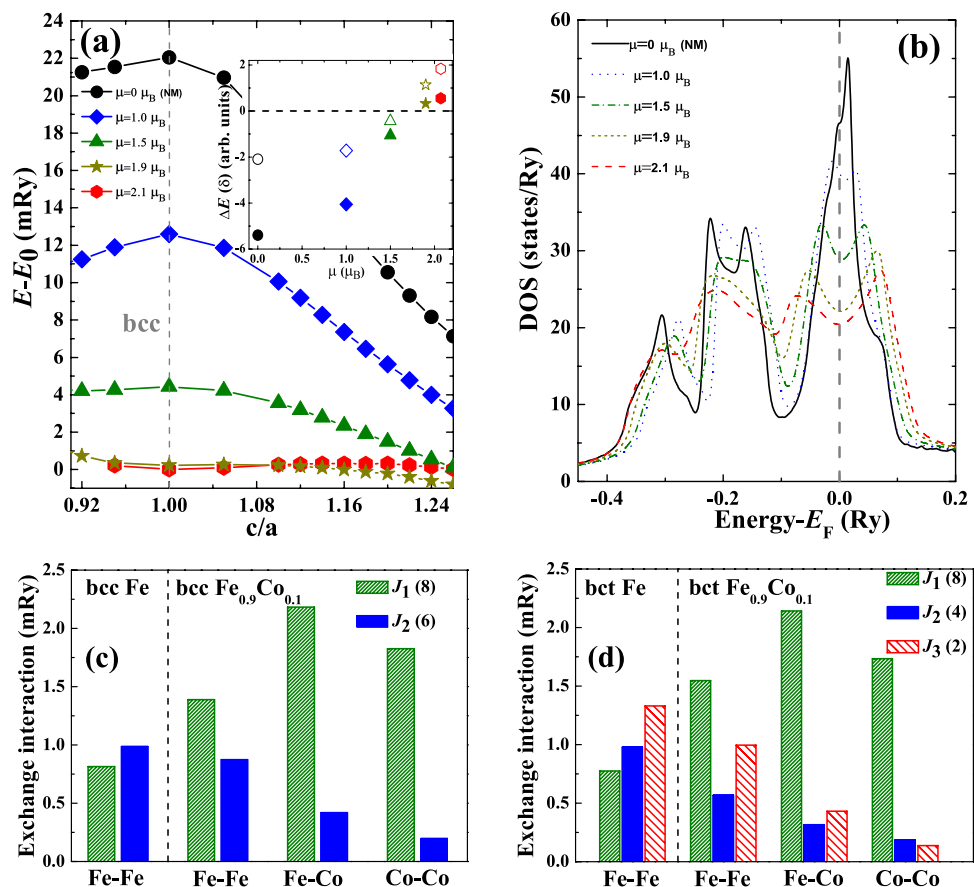 (a)
E-E0 (mRy)
24
22
20
18
16
14
12
10
8
6
4
2
0
0.92
1.00
1.08
1.16
1.24
c/a
bcc
μ=0 μB (NM)
μ=1.0 μB
μ=1.5 μB
μ=1.9 μB
μ=2.1 μB
ΔE (δ) (arb. units)
2
0
-2
-4
-6
0.0
0.5
1.0
1.5
2.0
μ (μB)
(b)
DOS (states/Ry)
60
50
40
30
20
10
0
-0.4
-0.2
0.0
0.2
Energy-EF (Ry)
μ=0 μB (NM)
μ=1.0 μB
μ=1.5 μB
μ=1.9 μB
μ=2.1 μB
(c)
Exchange interaction (mRy)
2.5
2.0
1.5
1.0
0.5
0.0
bcc Fe
bcc Fe0.9Co0.1
J1 (8)
J2 (6)
Fe-Fe
Fe-Fe
Fe-Co
Co-Co
(d)
Exchange interaction (mRy)
2.5
2.0
1.5
1.0
0.5
0.0
bct Fe
bct Fe0.9Co0.1
J1 (8)
J2 (4)
J3 (2)
Fe-Fe
Fe-Fe
Fe-Co
Co-Co